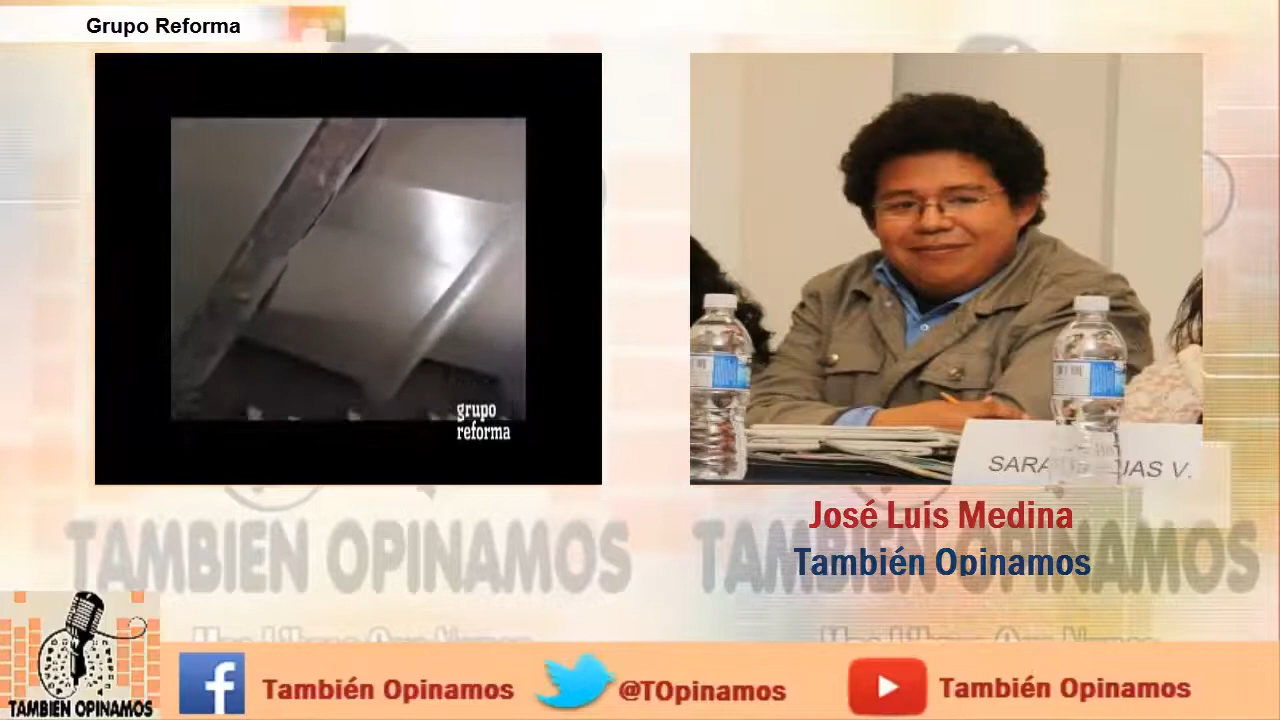 Grupo Reforma
grupo
reforma
SARA
IAS V.
José Luis Medina
También Opinamos
TAMBIEN OPINAMOS
TAMBIEN OPINAMOS
TAMBIEN OPINAMOS
También Opinamos
@TOpinamos
También Opinamos